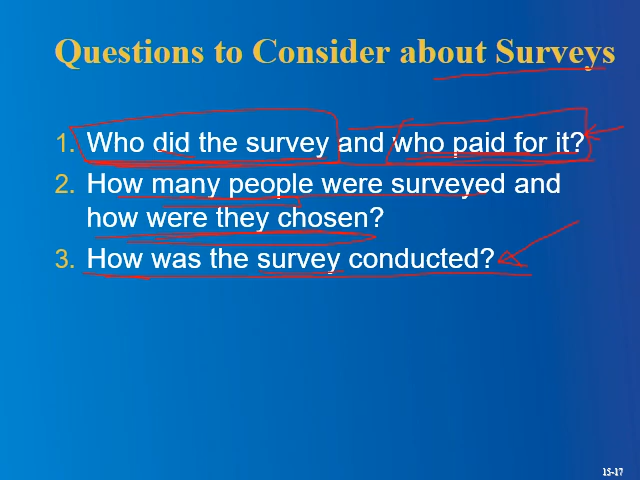 Questions to Consider about Surveys
1. Who did the survey and who paid for it?
2. How many people were surveyed and
how were they chosen?
3. How was the survey conducted?
15-17